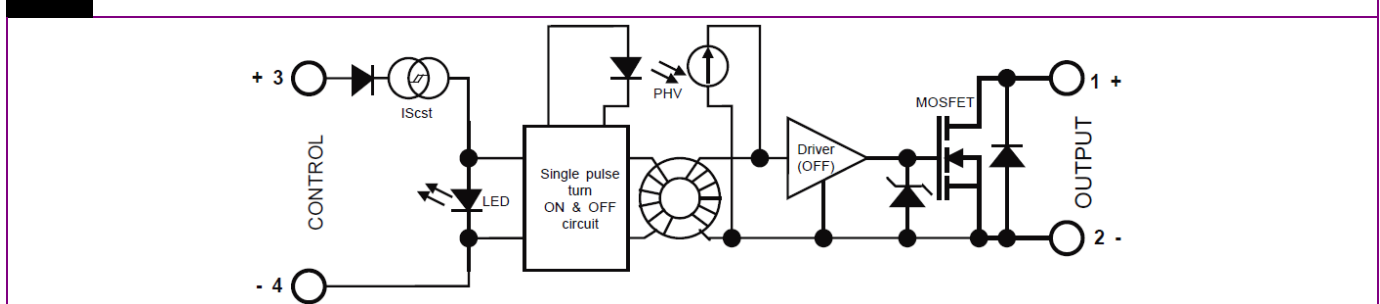 + 3
IScst
CONTROL
LED
- 4
Single pulse
turn
ON & OFF
circuit
PHV
Driver
(OFF)
MOSFET
1 +
OUTPUT
2 -